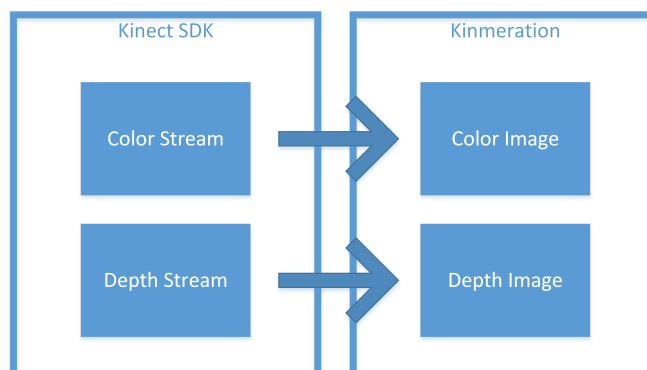 Kinect SDK
Kinmeration
Color Stream
Color Image
Depth Stream
Depth Image